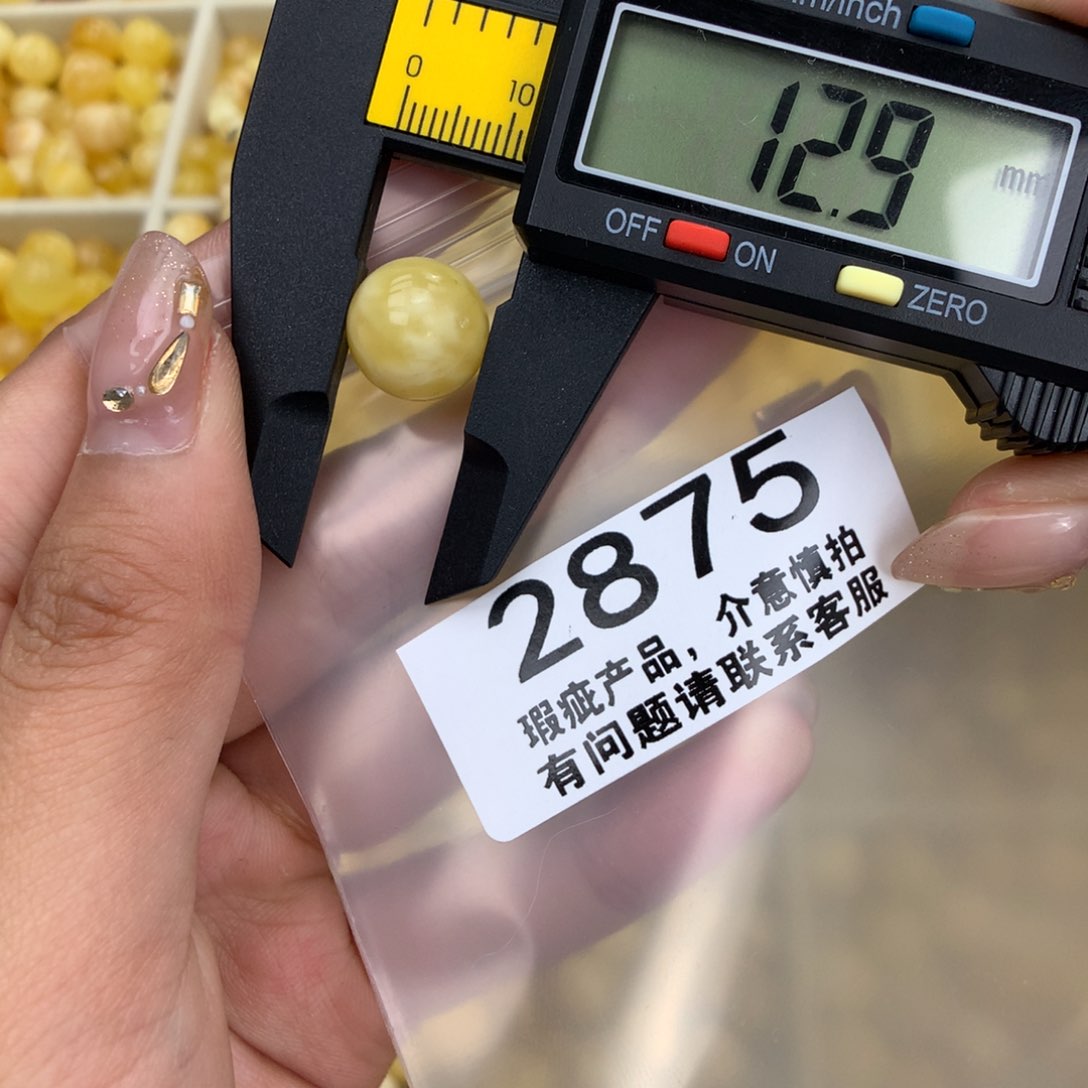 mm/inch
0
10
12.9
mm
OFF
ON
ZERO
2875
瑕疵产品，介意慎拍
有问题请联系客服